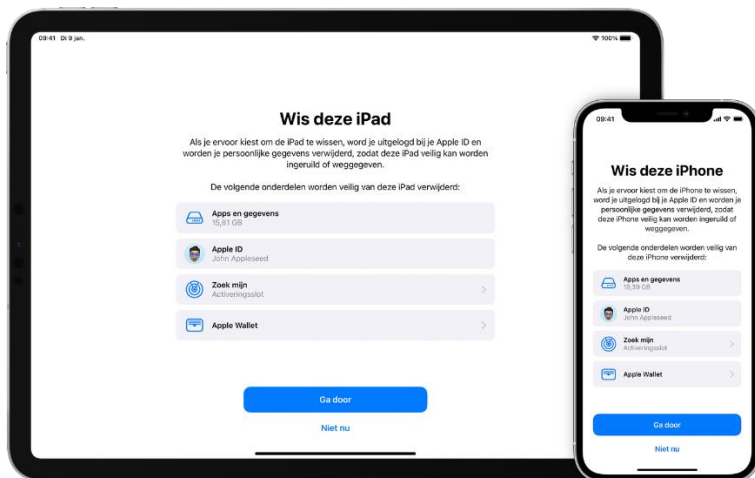 09:41 Di 9 jan.
100%
Wis deze iPad
Als je ervoor kiest om de iPad te wissen, word je uitgelogd bij je Apple ID en
worden je persoonlijke gegevens verwijderd, zodat deze iPad veilig kan worden
ingeruild of weggegeven.
De volgende onderdelen worden veilig van deze iPad verwijderd:
Apps en gegevens
15,81 GB
Apple ID
John Appleseed
Zoek mijn
Activeringsslot
Apple Wallet
Ga door
Niet nu
09:41
Wis deze iPhone
Als je ervoor kiest om de iPhone te wissen,
word je uitgelogd bij je Apple ID en worden je
persoonlijke gegevens verwijderd, zodat
deze iPhone veilig kan worden ingeruild of
weggegeven.
De volgende onderdelen worden veilig van
deze iPhone verwijderd:
Apps en gegevens
19,39 GB
Apple ID
John Appleseed
Zoek mijn
Activeringsslot
Apple Wallet
Ga door
Niet nu